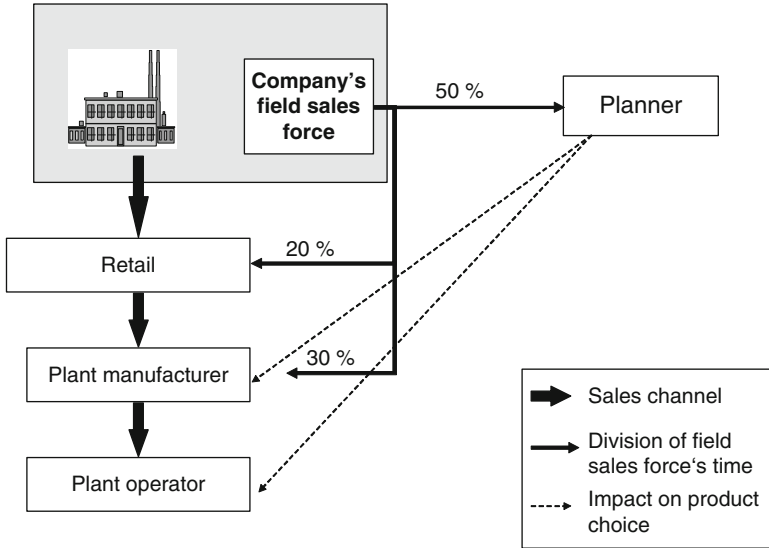 Company's
field sales
force
50 %
Planner
20 %
Retail
30 %
Plant manufacturer
Plant operator
Sales channel
Division of field
sales force‘s time
Impact on product
choice